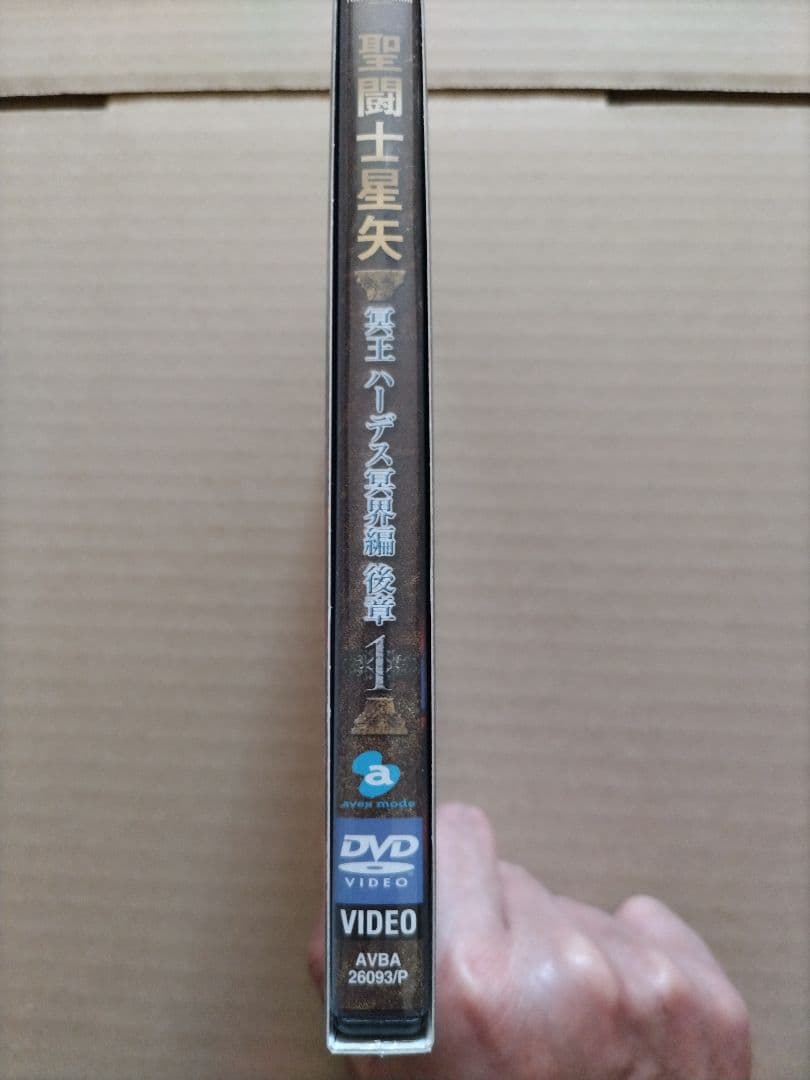 聖闘士星矢
冥王 ハーデス冥界編 後章
1
a
avex mode
DVD
VIDEO
VIDEO
AVBA
26093/P